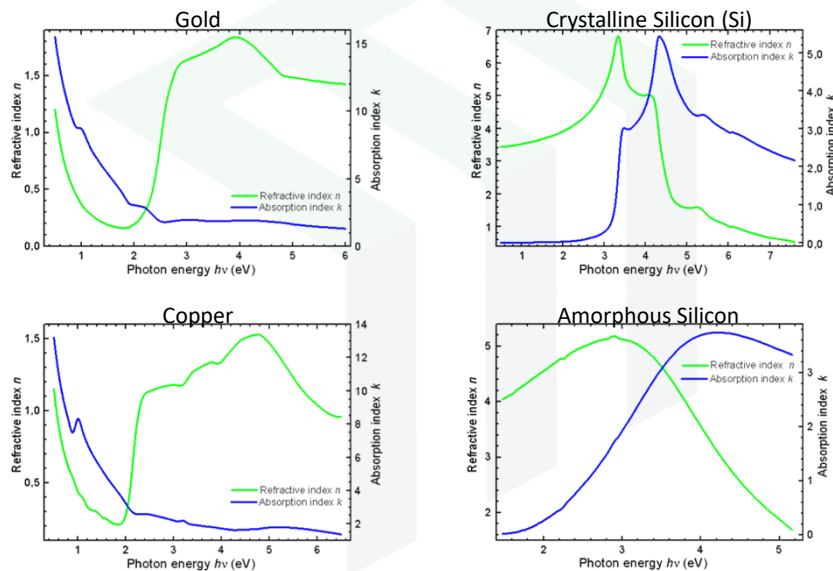 Gold
Refractive index n
1.5
1.0
0.5
0.0
15
10
5
0
Absorption index k
Refractive index n
Absorption index k
1
2
3
4
5
6
Photon energy hν (eV)
Crystalline Silicon (Si)
Refractive index n
7
6
5
4
3
2
1
5,0
4,0
3,0
2,0
1,0
0,0
Absorption index k
Refractive index n
Absorption index k
1
2
3
4
5
6
7
Photon energy hν (eV)
Copper
Refractive index n
1.5
1.0
0.5
14
12
10
8
6
4
2
Absorption index k
Refractive index n
Absorption index k
1
2
3
4
5
6
Photon energy hν (eV)
Amorphous Silicon
Refractive index n
5
4
3
2
3
2
1
0
Absorption index k
Refractive index n
Absorption index k
2
3
4
5
Photon energy hν (eV)